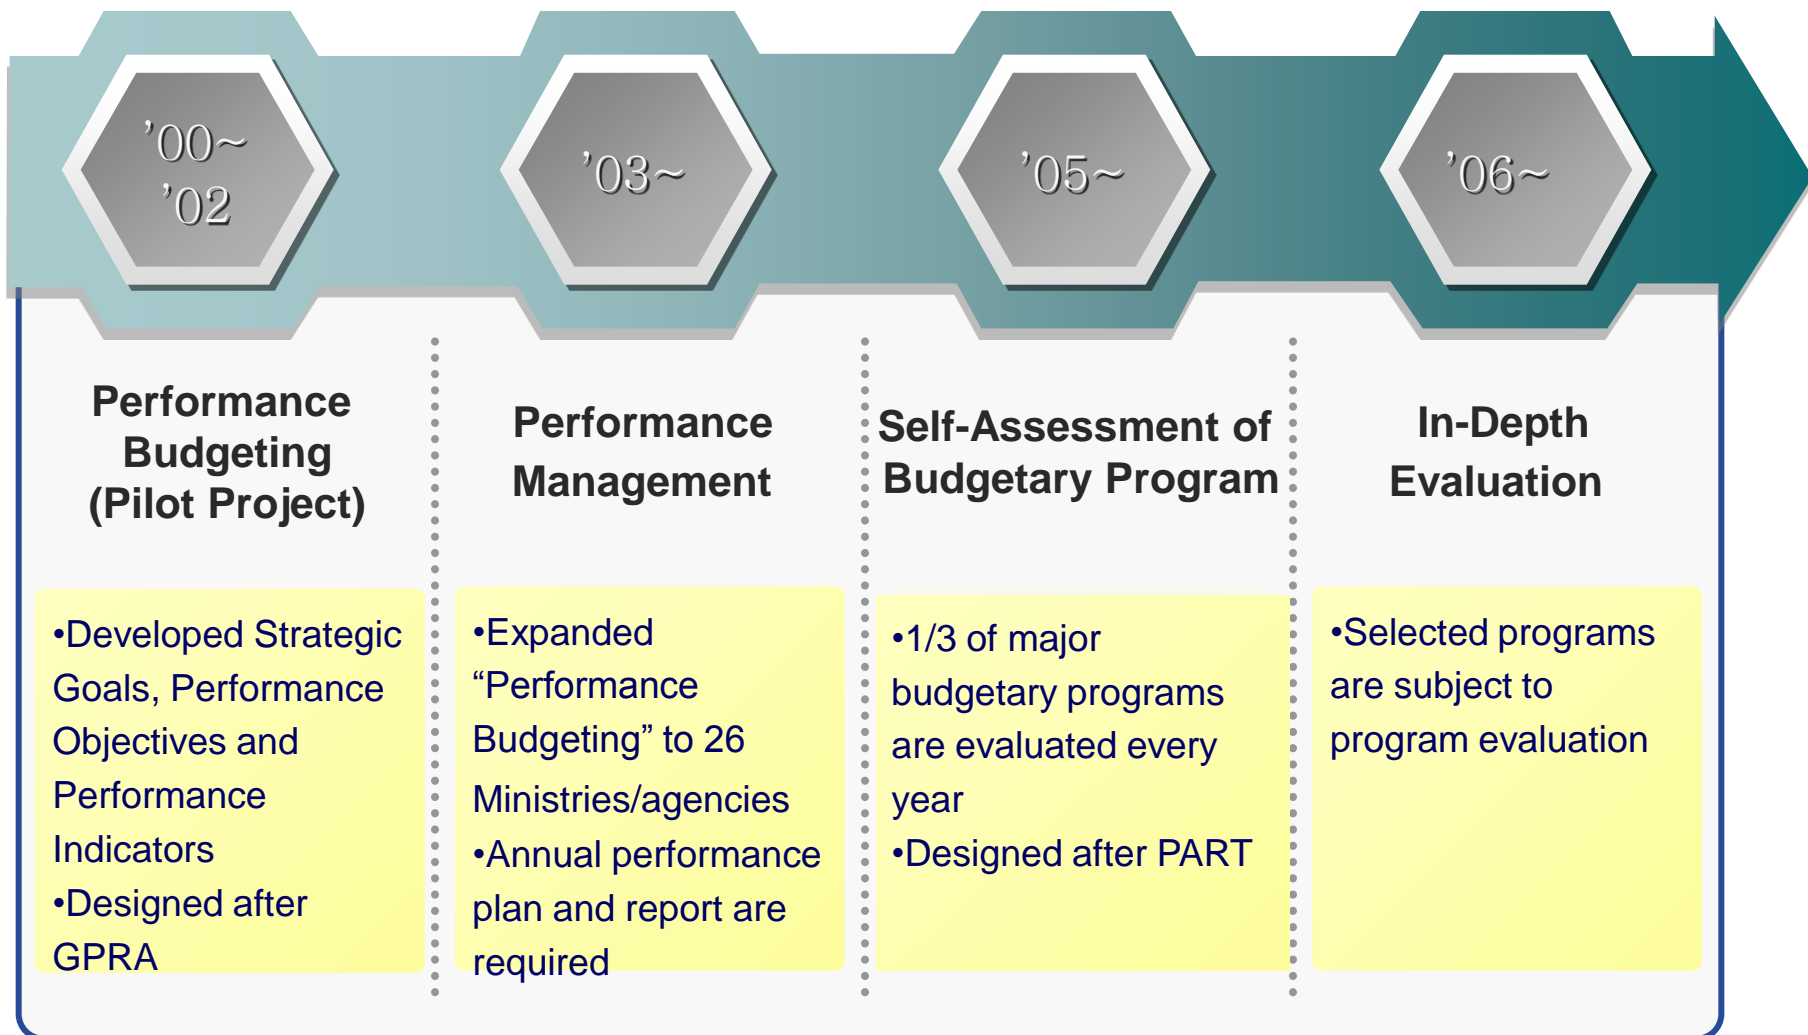 ’00~
’02
’03~
’05~
’06~
Performance
Budgeting
(Pilot Project)
Performance
Management
Self-Assessment of
Budgetary Program
In-Depth
Evaluation
•Developed Strategic
Goals, Performance
Objectives and
Performance
Indicators
•Designed after
GPRA
•Expanded
“Performance
Budgeting” to 26
Ministries/agencies
•Annual performance
plan and report are
required
•1/3 of major
budgetary programs
are evaluated every
year
•Designed after PART
•Selected programs
are subject to
program evaluation